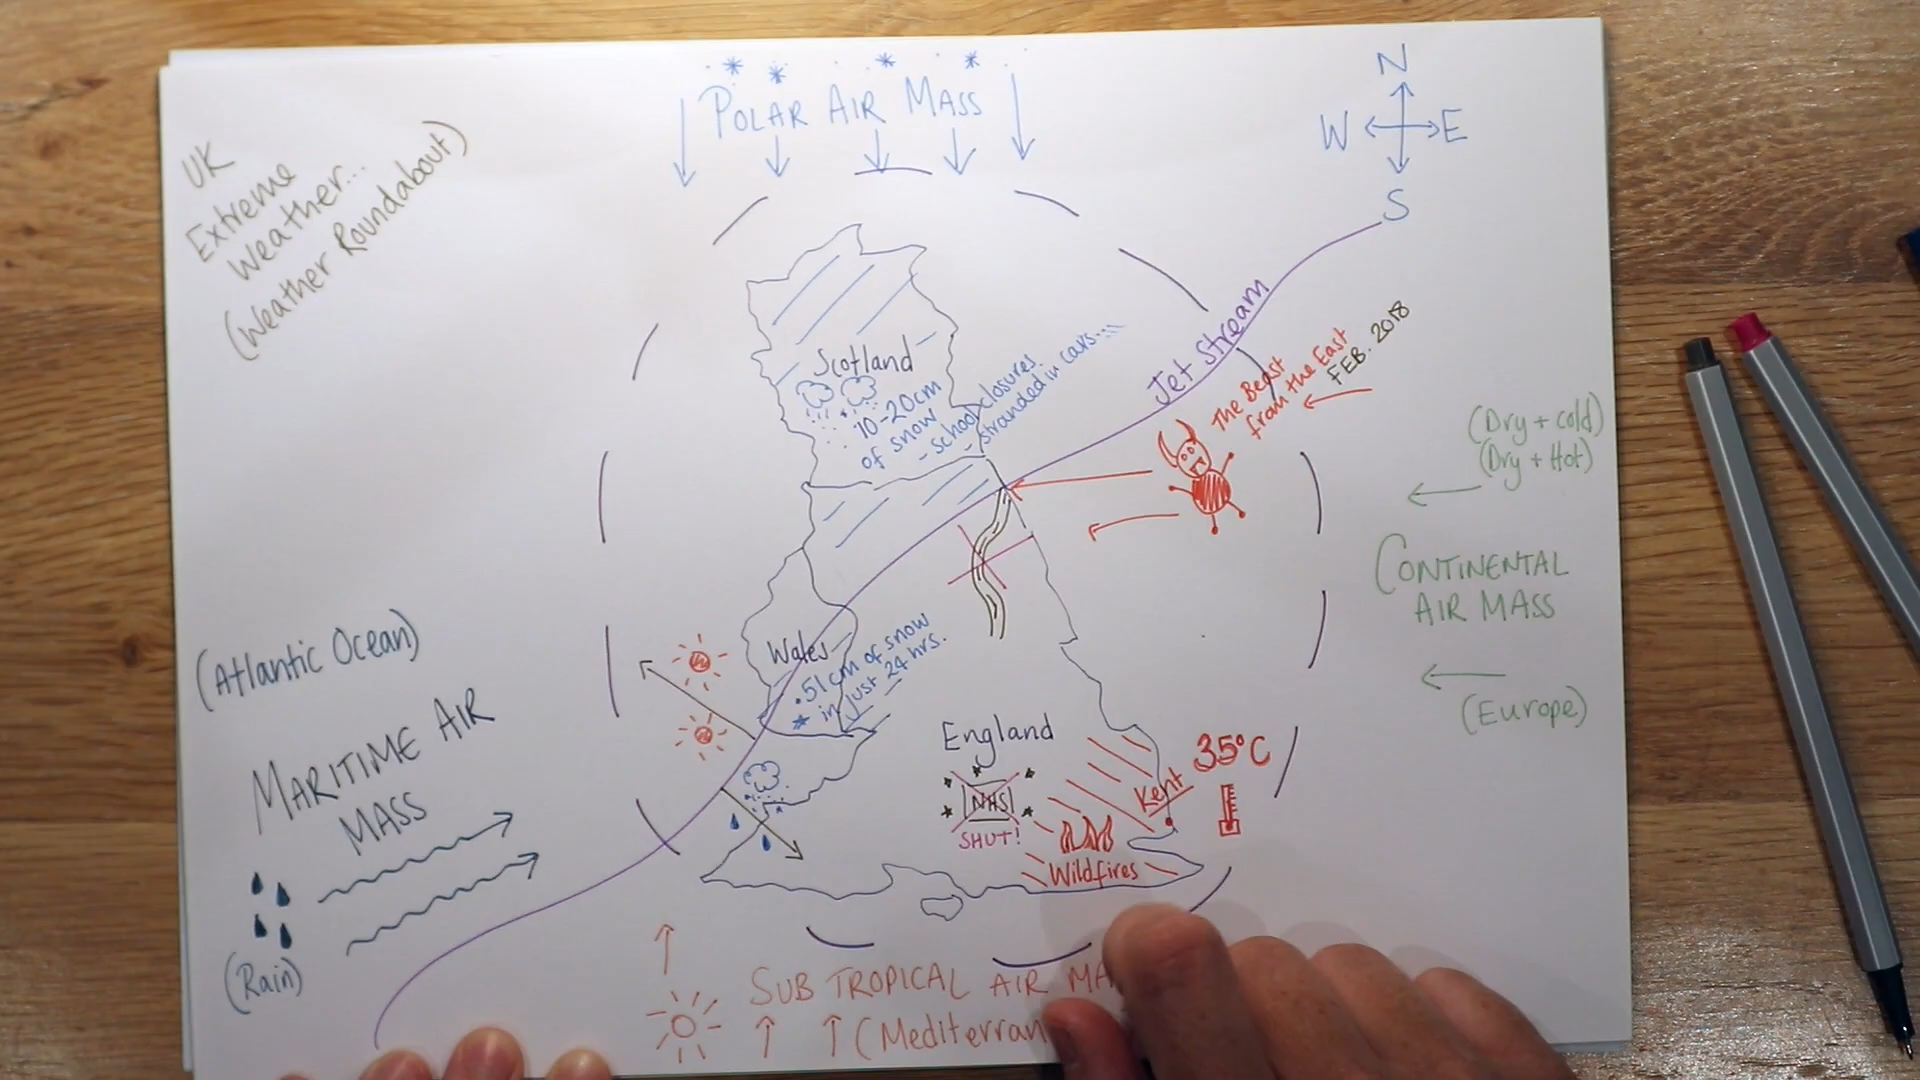 UK
Extreme
Weather...
(Weather Roundabout)
POLAR AIR MASS
N
W E
S
Jet Stream
The Beast
from the East
FEB. 2018
Scotland
10-20cm
of snow
- school closures
- stranded in cars....
(Dry + cold)
(Dry + Hot)
CONTINENTAL
AIR MASS
(Europe)
(Atlantic Ocean)
MARITIME AIR
MASS
(Rain)
Wales
.51cm of snow
in just 24 hrs.
England
NHS
SHUT!
Kent
35°C
Wildfires
SUB TROPICAL AIR MA
(Mediterran